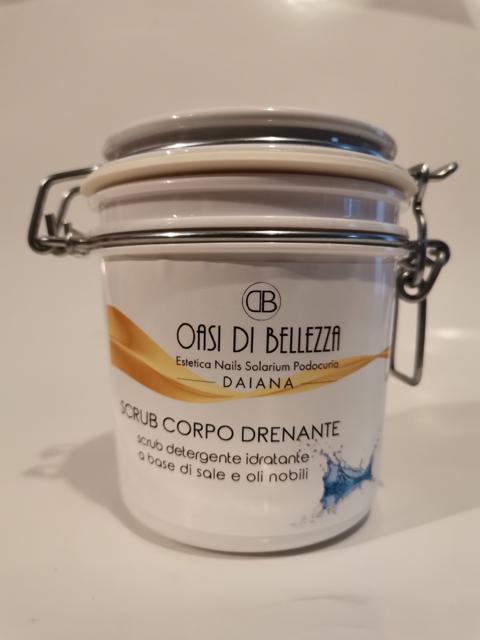 DB
OASI DI BELLEZZA
Estetica Nails Solarium Podocuria
DAIANA
SCRUB CORPO DRENANTE
scrub detergente idratante
a base di sale e oli nobili